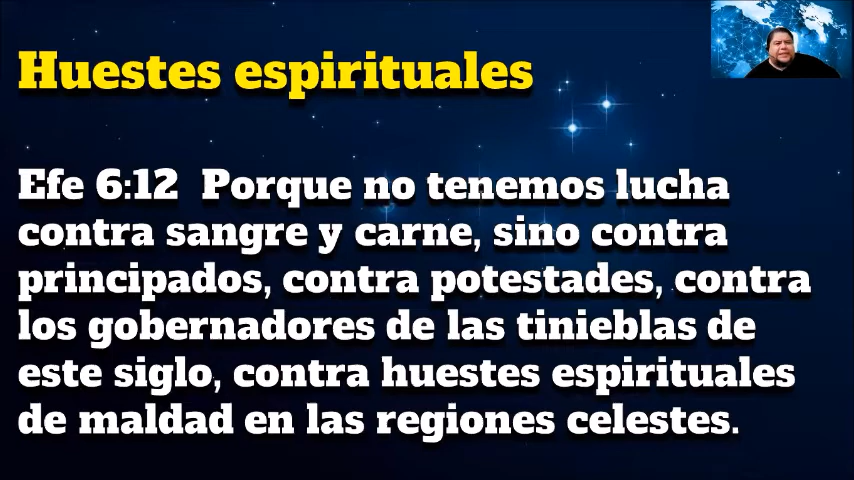 Huestes espirituales
Efe 6:12 Porque no tenemos lucha
contra sangre y carne, sino contra
principados, contra potestades, contra
los gobernadores de las tinieblas de
este siglo, contra huestes espirituales
de maldad en las regiones celestes.